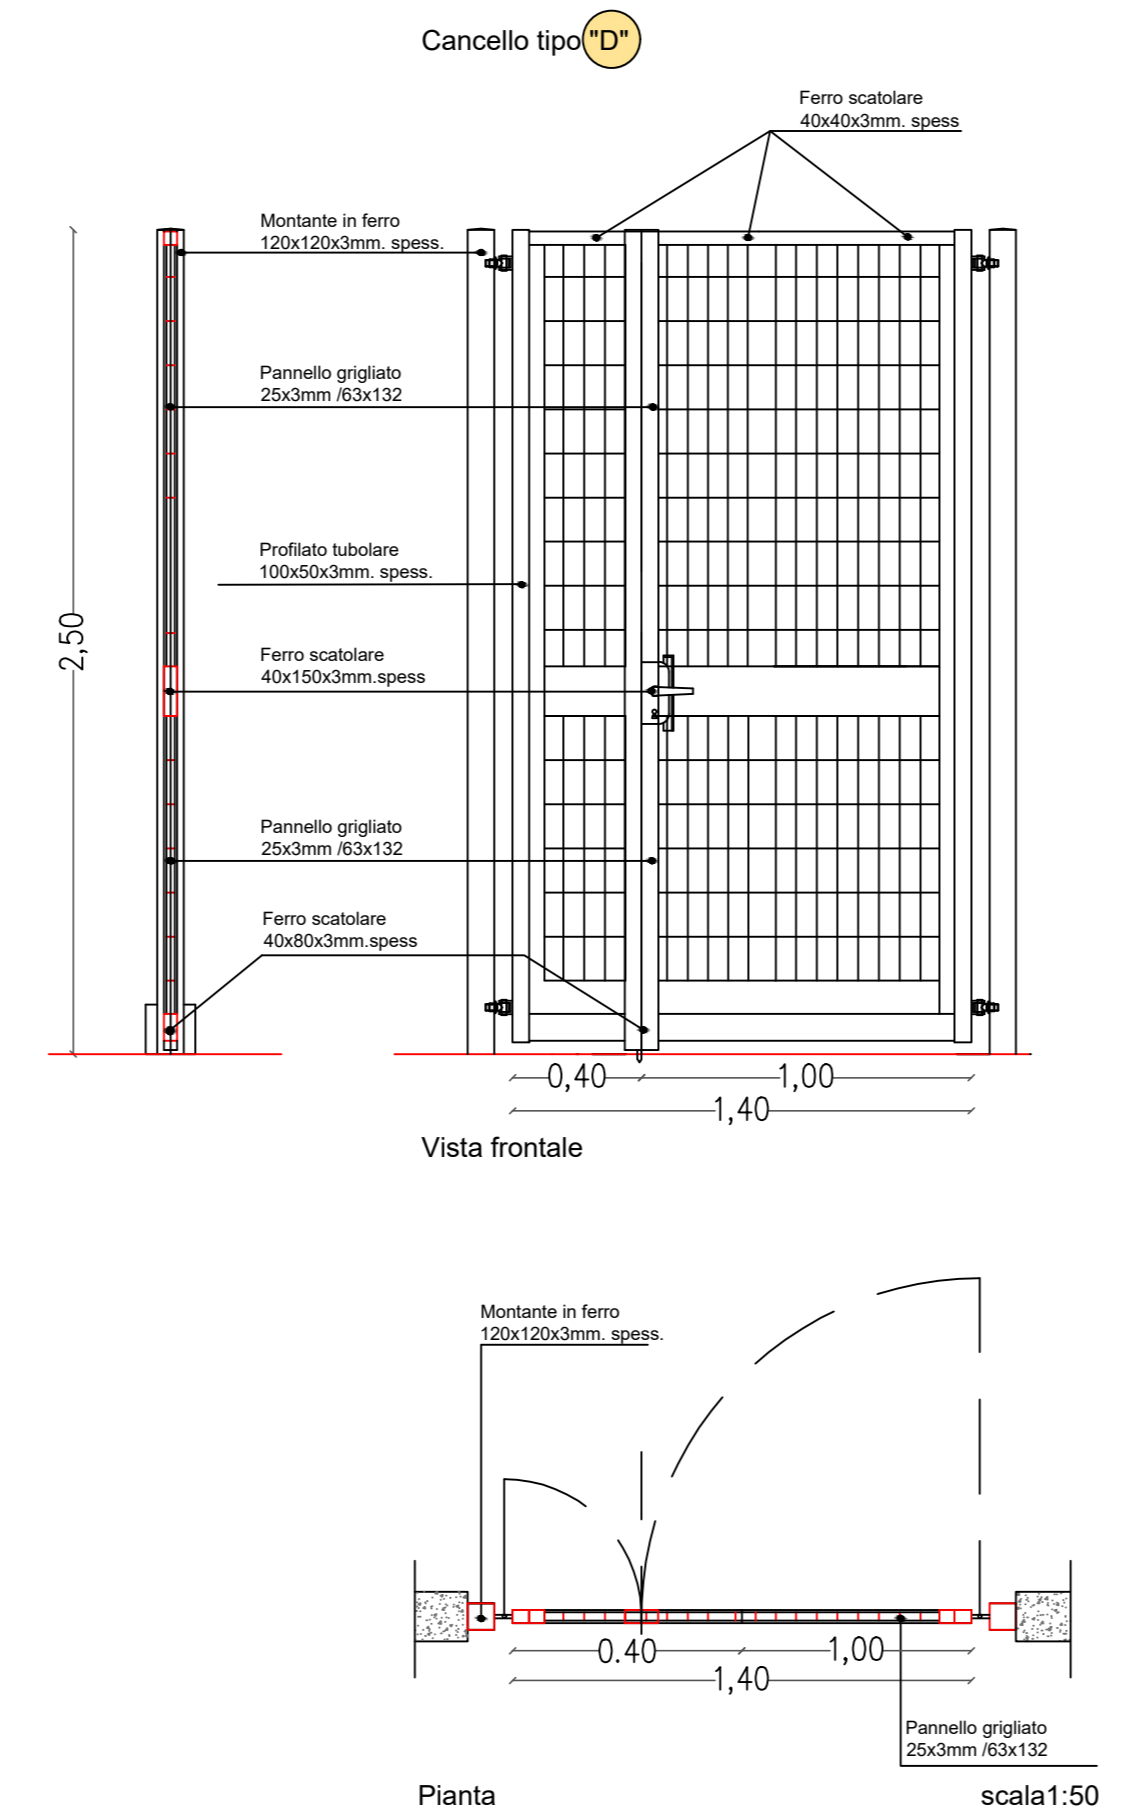 Cancello tipo "D"
Ferro scatolare
40x40x3mm. spess
Montante in ferro
120x120x3mm. spess.
Pannello grigliato
25x3mm /63x132
Profilato tubolare
100x50x3mm. spess.
2,50
Ferro scatolare
40x150x3mm.spess
Pannello grigliato
25x3mm /63x132
Ferro scatolare
40x80x3mm.spess
0,40
1,00
1,40
Vista frontale
Montante in ferro
120x120x3mm. spess.
0.40
1,00
1,40
Pannello grigliato
25x3mm /63x132
Pianta
scala1:50